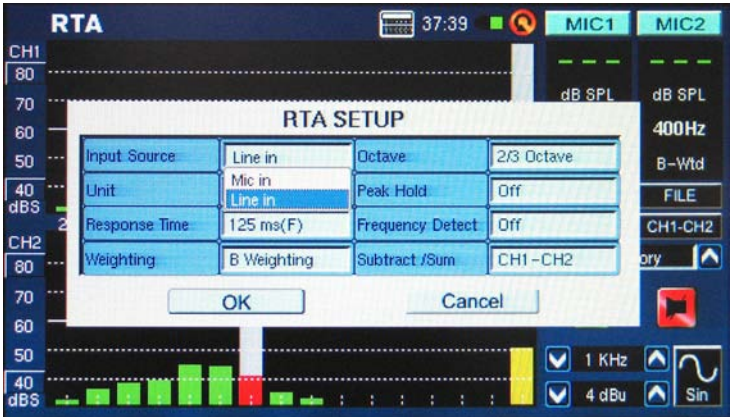 RTA
37:39
MIC1
MIC2
CH1
80
70
60
50
40
dBS
dB SPL
dB SPL
400Hz
B-Wtd
FILE
CH1-CH2
ory
RTA SETUP
Input Source
Line in
Octave
2/3 Octave
Mic in
Line in
Unit
Peak Hold
Off
Response Time
125 ms(F)
Frequency Detect
Off
Weighting
B Weighting
Subtract /Sum
CH1-CH2
OK
Cancel
2
CH2
80
70
60
50
40
dBS
1 KHz
4 dBu
Sin